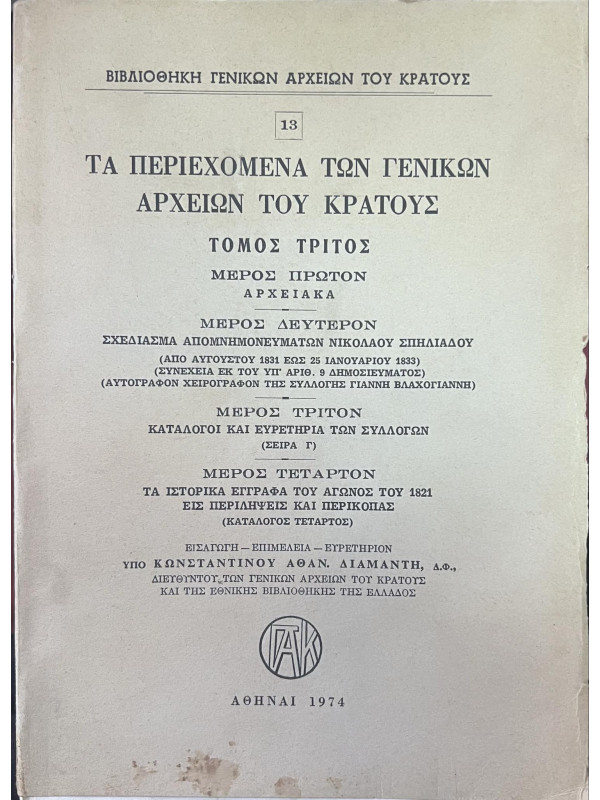 ΒΙΒΛΙΟΘΗΚΗ ΓΕΝΙΚΩΝ ΑΡΧΕΙΩΝ ΤΟΥ ΚΡΑΤΟΥΣ
13
ΤΑ ΠΕΡΙΕΧΟΜΕΝΑ ΤΩΝ ΓΕΝΙΚΩΝ
ΑΡΧΕΙΩΝ ΤΟΥ ΚΡΑΤΟΥΣ
ΤΟΜΟΣ ΤΡΙΤΟΣ
ΜΕΡΟΣ ΠΡΩΤΟΝ
ΑΡΧΕΙΑΚΑ
ΜΕΡΟΣ ΔΕΥΤΕΡΟΝ
ΣΧΕΔΙΑΣΜΑ ΑΠΟΜΝΗΜΟΝΕΥΜΑΤΩΝ ΝΙΚΟΛΑΟΥ ΣΠΗΛΙΑΔΟΥ
(ΑΠΟ ΑΥΓΟΥΣΤΟΥ 1831 ΕΩΣ 25 ΙΑΝΟΥΑΡΙΟΥ 1833)
(ΣΥΝΕΧΕΙΑ ΕΚ ΤΟΥ ΥΠ' ΑΡΙΘ. 9 ΔΗΜΟΣΙΕΥΜΑΤΟΣ)
(ΑΥΤΟΓΡΑΦΟΝ ΧΕΙΡΟΓΡΑΦΟΝ ΤΗΣ ΣΥΛΛΟΓΗΣ ΓΙΑΝΝΗ ΒΛΑΧΟΓΙΑΝΝΗ)
ΜΕΡΟΣ ΤΡΙΤΟΝ
ΚΑΤΑΛΟΓΟΙ ΚΑΙ ΕΥΡΕΤΗΡΙΑ ΤΩΝ ΣΥΛΛΟΓΩΝ
(ΣΕΙΡΑ Γ)
ΜΕΡΟΣ ΤΕΤΑΡΤΟΝ
ΤΑ ΙΣΤΟΡΙΚΑ ΕΓΓΡΑΦΑ ΤΟΥ ΑΓΩΝΟΣ ΤΟΥ 1821
ΕΙΣ ΠΕΡΙΛΗΨΕΙΣ ΚΑΙ ΠΕΡΙΚΟΠΑΣ
(ΚΑΤΑΛΟΓΟΣ ΤΕΤΑΡΤΟΣ)
ΕΙΣΑΓΩΓΗ — ΕΠΙΜΕΛΕΙΑ — ΕΥΡΕΤΗΡΙΟΝ
ΥΠΟ ΚΩΝΣΤΑΝΤΙΝΟΥ ΑΘΑΝ. ΔΙΑΜΑΝΤΗ, Δ.Φ.,
ΔΙΕΥΘΥΝΤΟΥ ΤΩΝ ΓΕΝΙΚΩΝ ΑΡΧΕΙΩΝ ΤΟΥ ΚΡΑΤΟΥΣ
ΚΑΙ ΤΗΣ ΕΘΝΙΚΗΣ ΒΙΒΛΙΟΘΗΚΗΣ ΤΗΣ ΕΛΛΑΔΟΣ
ΓΑΚ
ΑΘΗΝΑΙ 1974